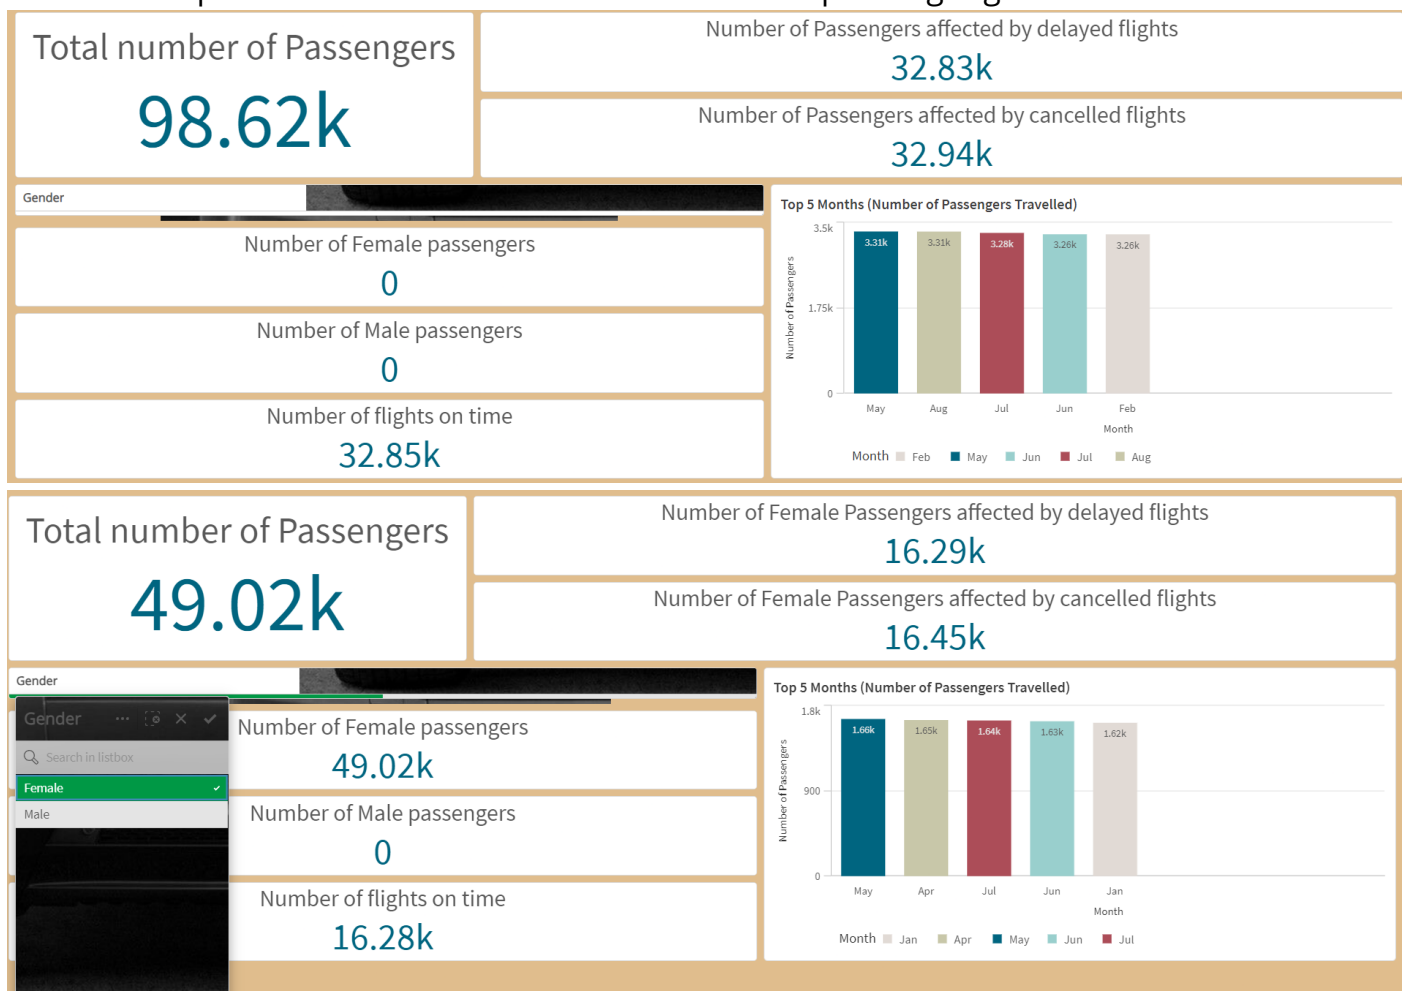 Total number of Passengers
98.62k
Number of Passengers affected by delayed flights
32.83k
Number of Passengers affected by cancelled flights
32.94k
Gender
Number of Female passengers
0
Number of Male passengers
0
Number of flights on time
32.85k
Top 5 Months (Number of Passengers Travelled)
Number of Passengers
3.5k
1.75k
0
3.31k 3.31k 3.28k 3.26k 3.26k
May Aug Jul Jun Feb
Month
Month Feb May Jun Jul Aug
Total number of Passengers
49.02k
Number of Female Passengers affected by delayed flights
16.29k
Number of Female Passengers affected by cancelled flights
16.45k
Gender
Gender
Search in listbox
Female
Male
Number of Female passengers
49.02k
Number of Male passengers
0
Number of flights on time
16.28k
Top 5 Months (Number of Passengers Travelled)
Number of Passengers
1.8k
900
0
1.66k 1.65k 1.64k 1.63k 1.62k
May Apr Jul Jun Jan
Month
Month Jan Apr May Jun Jul